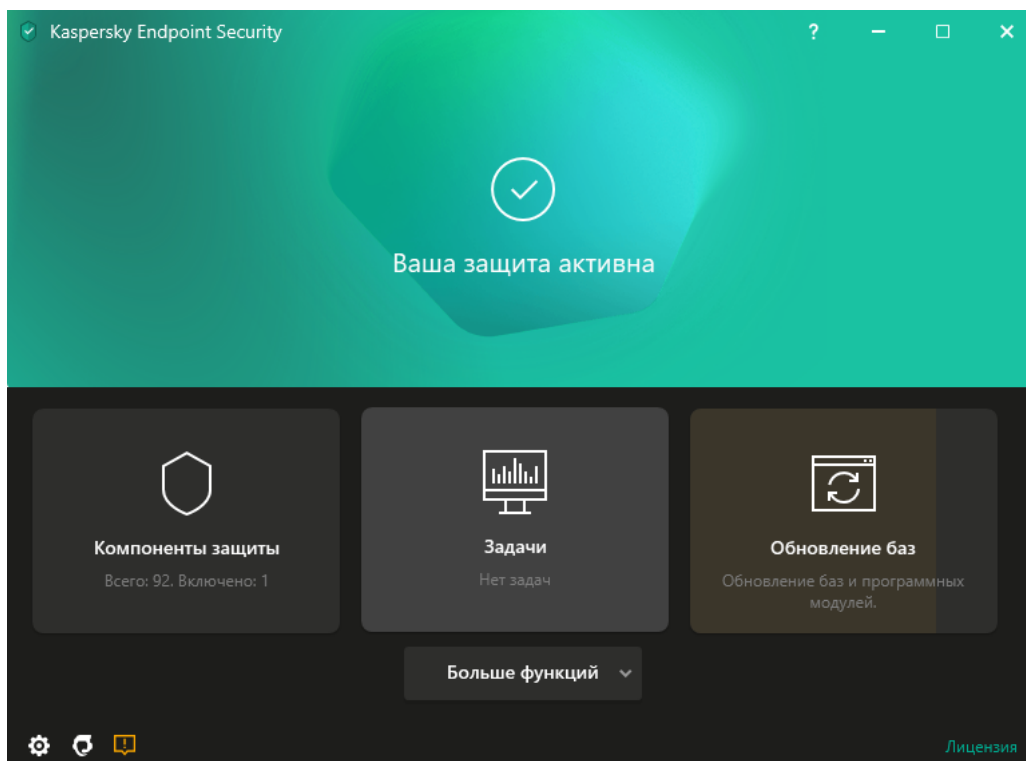 Kaspersky Endpoint Security
?
Ваша защита активна
Компоненты защиты
Всего: 92. Включено: 1
Задачи
Нет задач
Обновление баз
Обновление баз и программных
модулей.
Больше функций
Лицензия